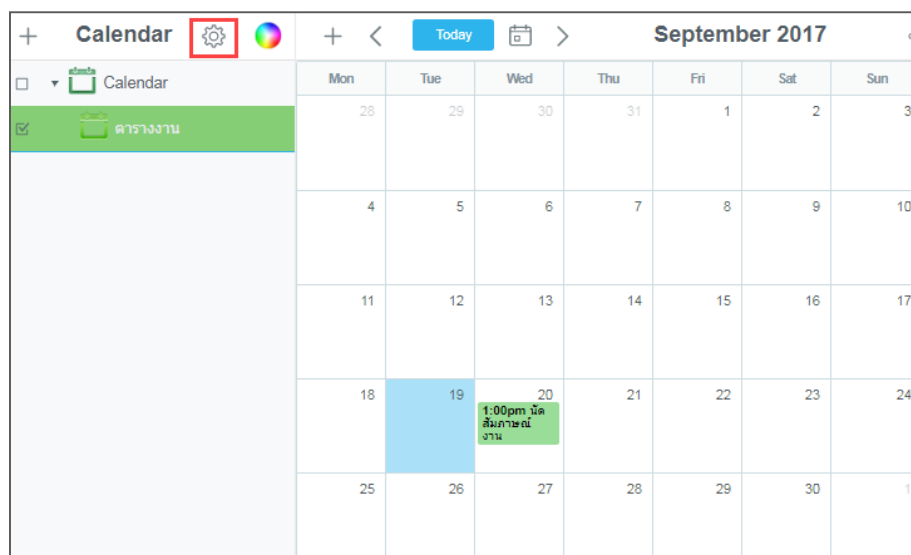 Calendar
Today
September 2017
Calendar
ตารางงาน
Mon Tue Wed Thu Fri Sat Sun
28 29 30 31 1 2 3
4 5 6 7 8 9 10
11 12 13 14 15 16 17
18 19 20 21 22 23 24
1:00pm นัด
สัมภาษณ์
งาน
25 26 27 28 29 30 1